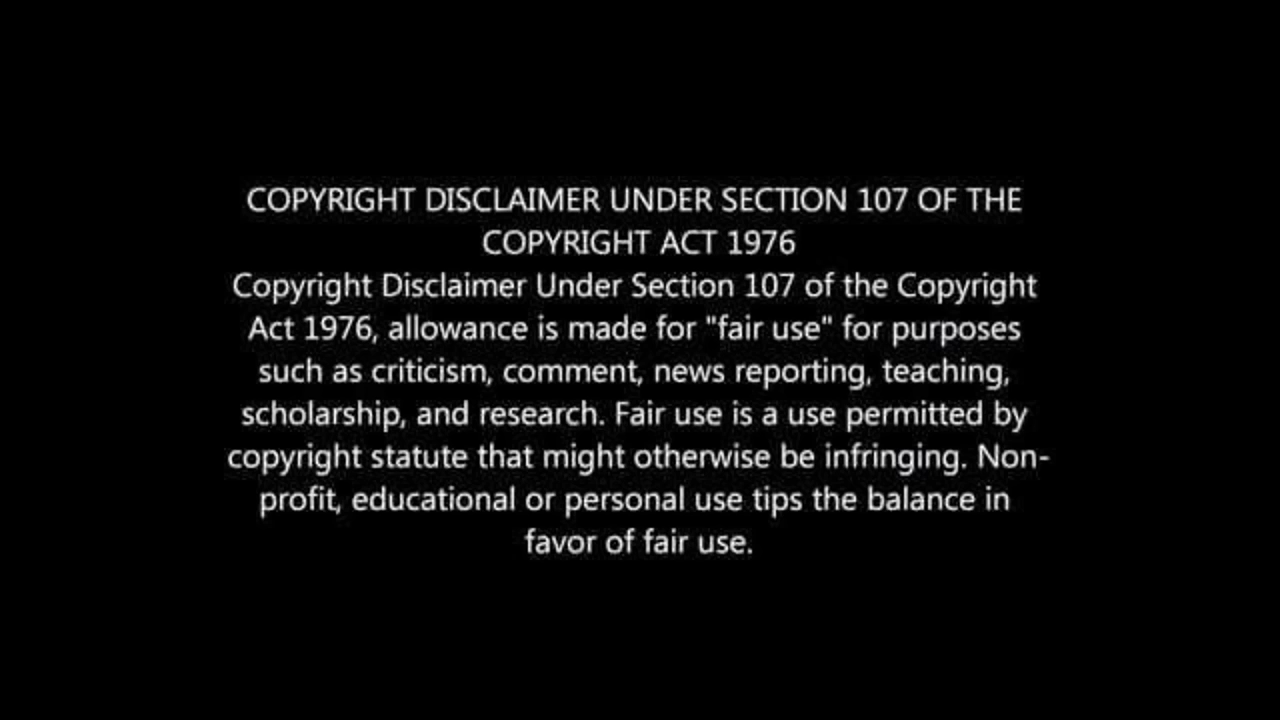 COPYRIGHT DISCLAIMER UNDER SECTION 107 OF THE
COPYRIGHT ACT 1976
Copyright Disclaimer Under Section 107 of the Copyright
Act 1976, allowance is made for "fair use" for purposes
such as criticism, comment, news reporting, teaching,
scholarship, and research. Fair use is a use permitted by
copyright statute that might otherwise be infringing. Non-
profit, educational or personal use tips the balance in
favor of fair use.